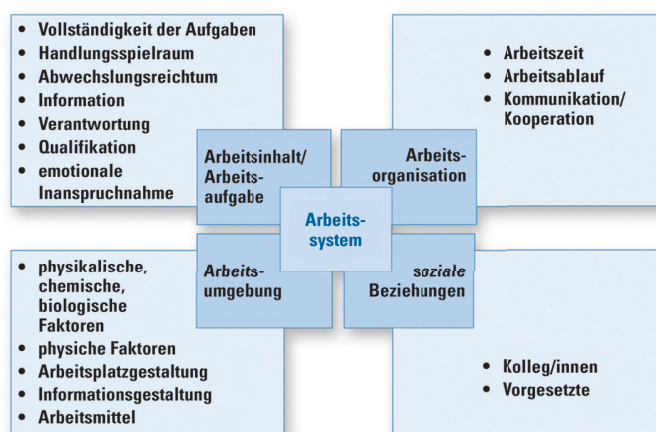 • Vollständigkeit der Aufgaben
• Handlungsspielraum
• Abwechslungsreichtum
• Information
• Verantwortung
• Qualifikation
• emotionale
Inanspruchnahme
• Arbeitszeit
• Arbeitsablauf
• Kommunikation/
Kooperation
Arbeitsinhalt/
Arbeits-
aufgabe
Arbeits-
organisation
Arbeits-
system
Arbeits-
umgebung
soziale
Beziehungen
• physikalische,
chemische,
biologische
Faktoren
• physiche Faktoren
• Arbeitsplatzgestaltung
• Informationsgestaltung
• Arbeitsmittel
• Kolleg/innen
• Vorgesetzte